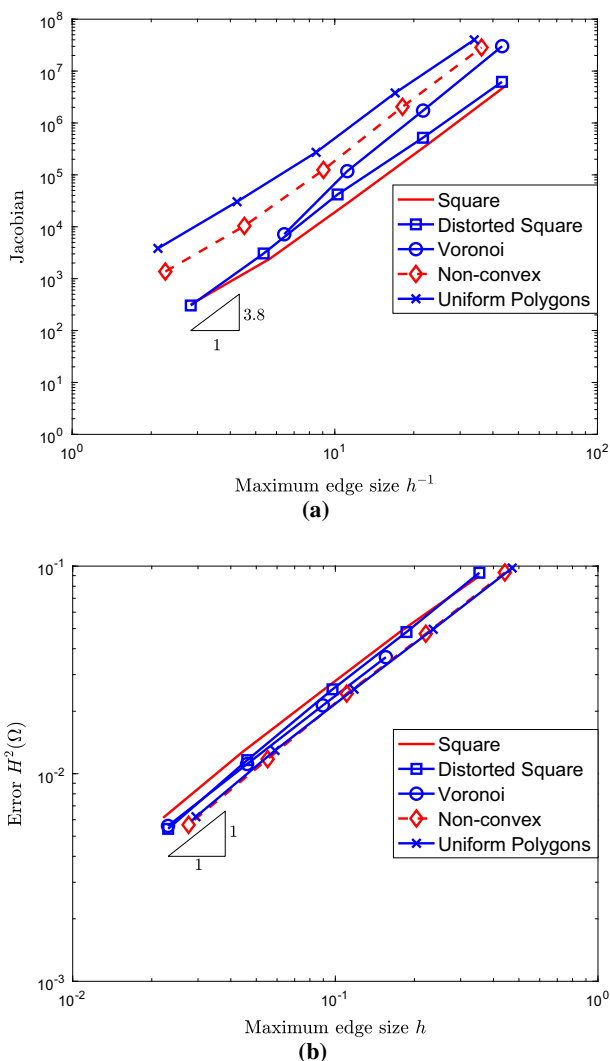 10^8
10^7
10^6
10^5
10^4
10^3
10^2
10^1
10^0
Jacobian
Square
Distorted Square
Voronoi
Non-convex
Uniform Polygons
3.8
1
10^0
10^1
10^2
Maximum edge size h^{-1}
(a)
10^{-1}
10^{-2}
10^{-3}
Error H^2(Ω)
Square
Distorted Square
Voronoi
Non-convex
Uniform Polygons
1
1
10^{-2}
10^{-1}
10^0
Maximum edge size h
(b)